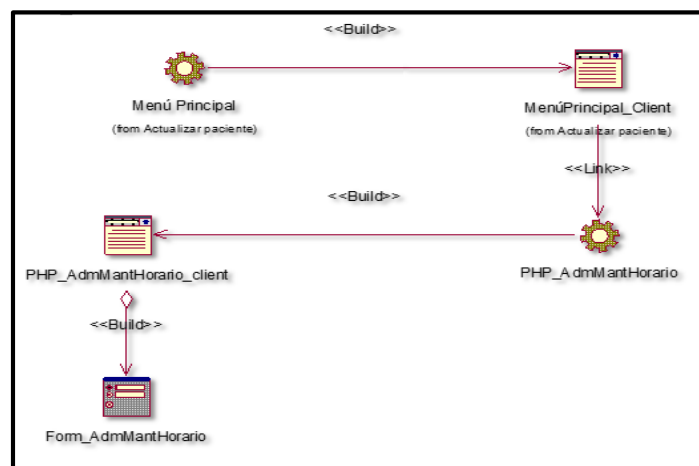 <<Build>>
Menú Principal
(from Actualizar paciente)
MenúPrincipal_Client
(from Actualizar paciente)
<<Link>>
<<Build>>
PHP_AdmMantHorario_client
PHP_AdmMantHorario
<<Build>>
Form_AdmMantHorario